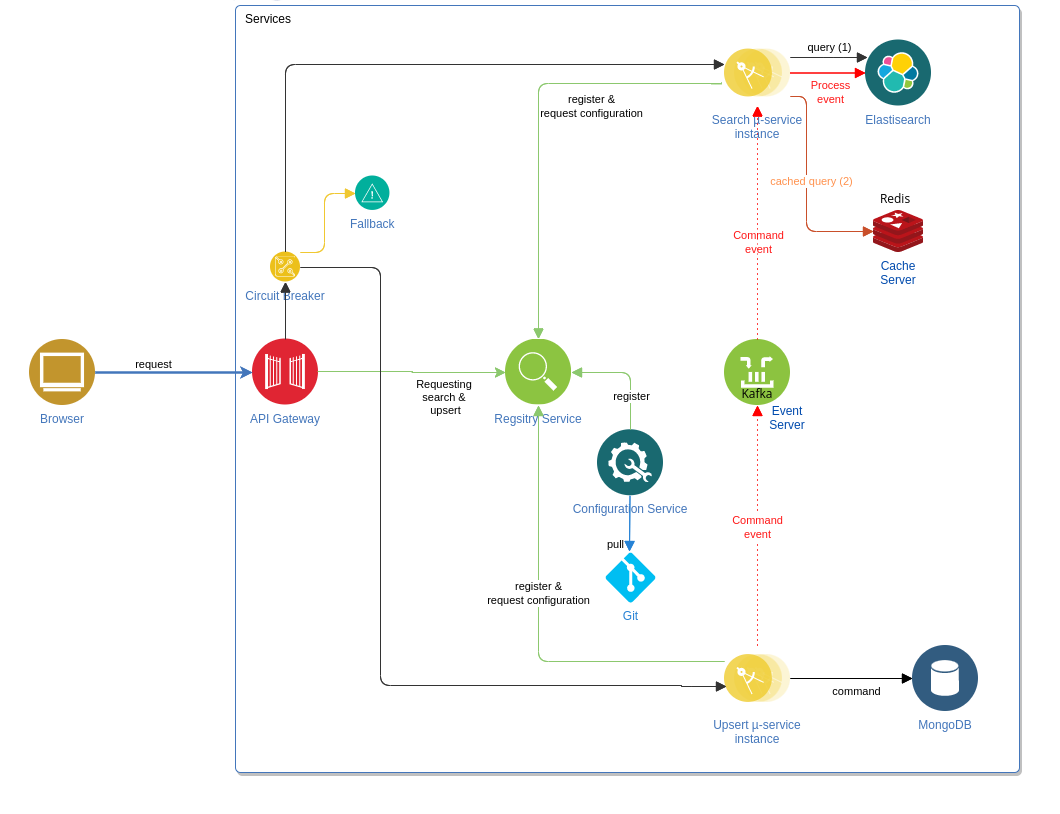 Services
query (1)
Process
event
register &
request configuration
Search µ-service
instance
Elastisearch
cached query (2)
Redis
Fallback
Command
event
Cache
Server
Circuit Breaker
request
Requesting
search &
upsert
register
Kafka
Event
Server
Browser
API Gateway
Regsitry Service
Configuration Service
Command
event
pull
register &
request configuration
Git
command
Upsert µ-service
instance
MongoDB